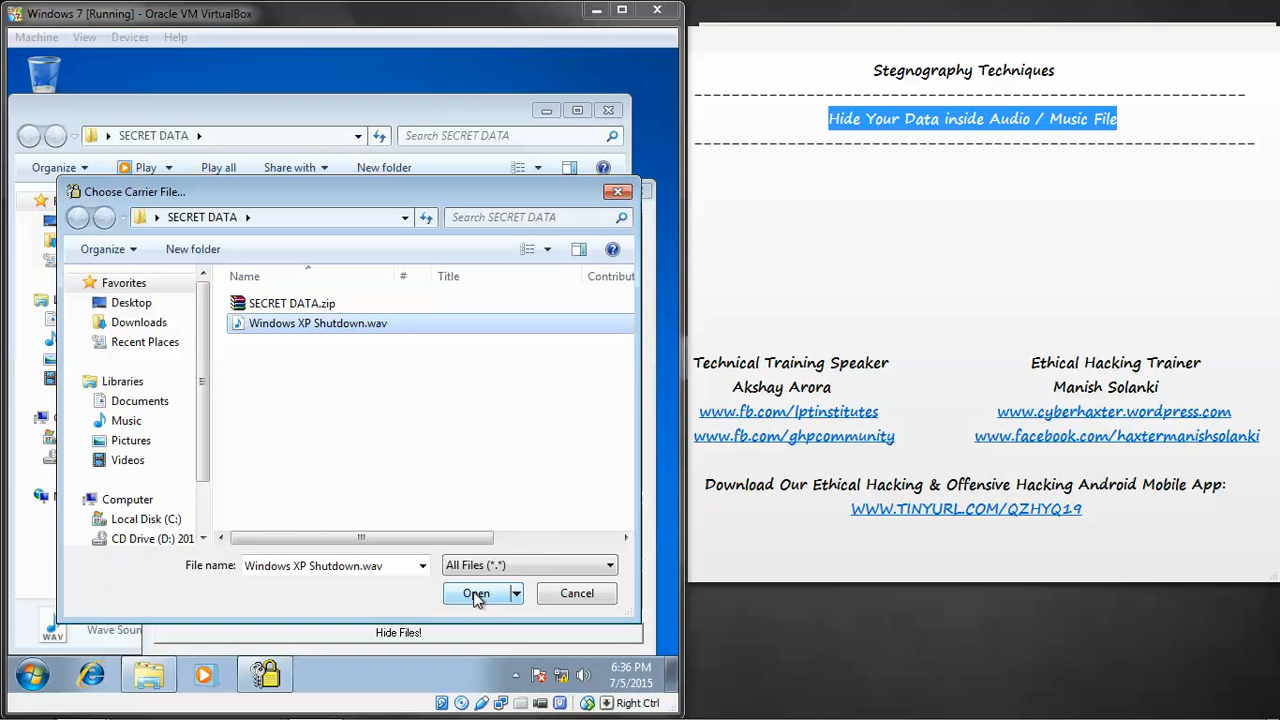 Windows 7 [Running] - Oracle VM VirtualBox
Machine View Devices Help
SECRET DATA
Search SECRET DATA
Organize Play Play all Share with New folder
Choose Carrier File...
SECRET DATA
Search SECRET DATA
Organize New folder
Favorites
Desktop
Downloads
Recent Places
Libraries
Documents
Music
Pictures
Videos
Computer
Local Disk (C:)
CD Drive (D:) 201
Name # Title Contribut
SECRET DATA.zip
Windows XP Shutdown.wav
File name: Windows XP Shutdown.wav All Files (*.*)
Open Cancel
WAV
Wave Soun
Hide Files!
6:36 PM
7/5/2015
Right Ctrl
Stegnography Techniques
--------------------------------------------------------------
Hide Your Data inside Audio / Music File
---------------------------------------------------------------
Technical Training Speaker Ethical Hacking Trainer
Akshay Arora Manish Solanki
www.fb.com/lptinstitutes www.cyberhaxter.wordpress.com
www.fb.com/ghpcommunity www.facebook.com/haxtermanishsolanki
Download Our Ethical Hacking & Offensive Hacking Android Mobile App:
WWW.TINYURL.COM/QZHYQ19